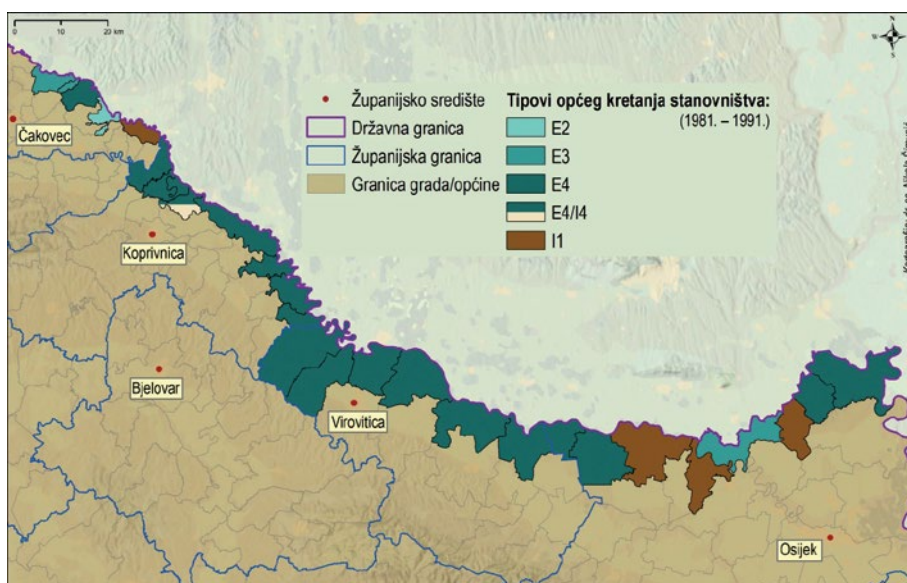 0 10 20 km
N
W E
S
Županijsko središte
Državna granica
Županijska granica
Granica grada/općine
Tipovi općeg kretanja stanovništva:
(1981. – 1991.)
E2
E3
E4
E4/I4
I1
Čakovec
Koprivnica
Bjelovar
Virovitica
Osijek